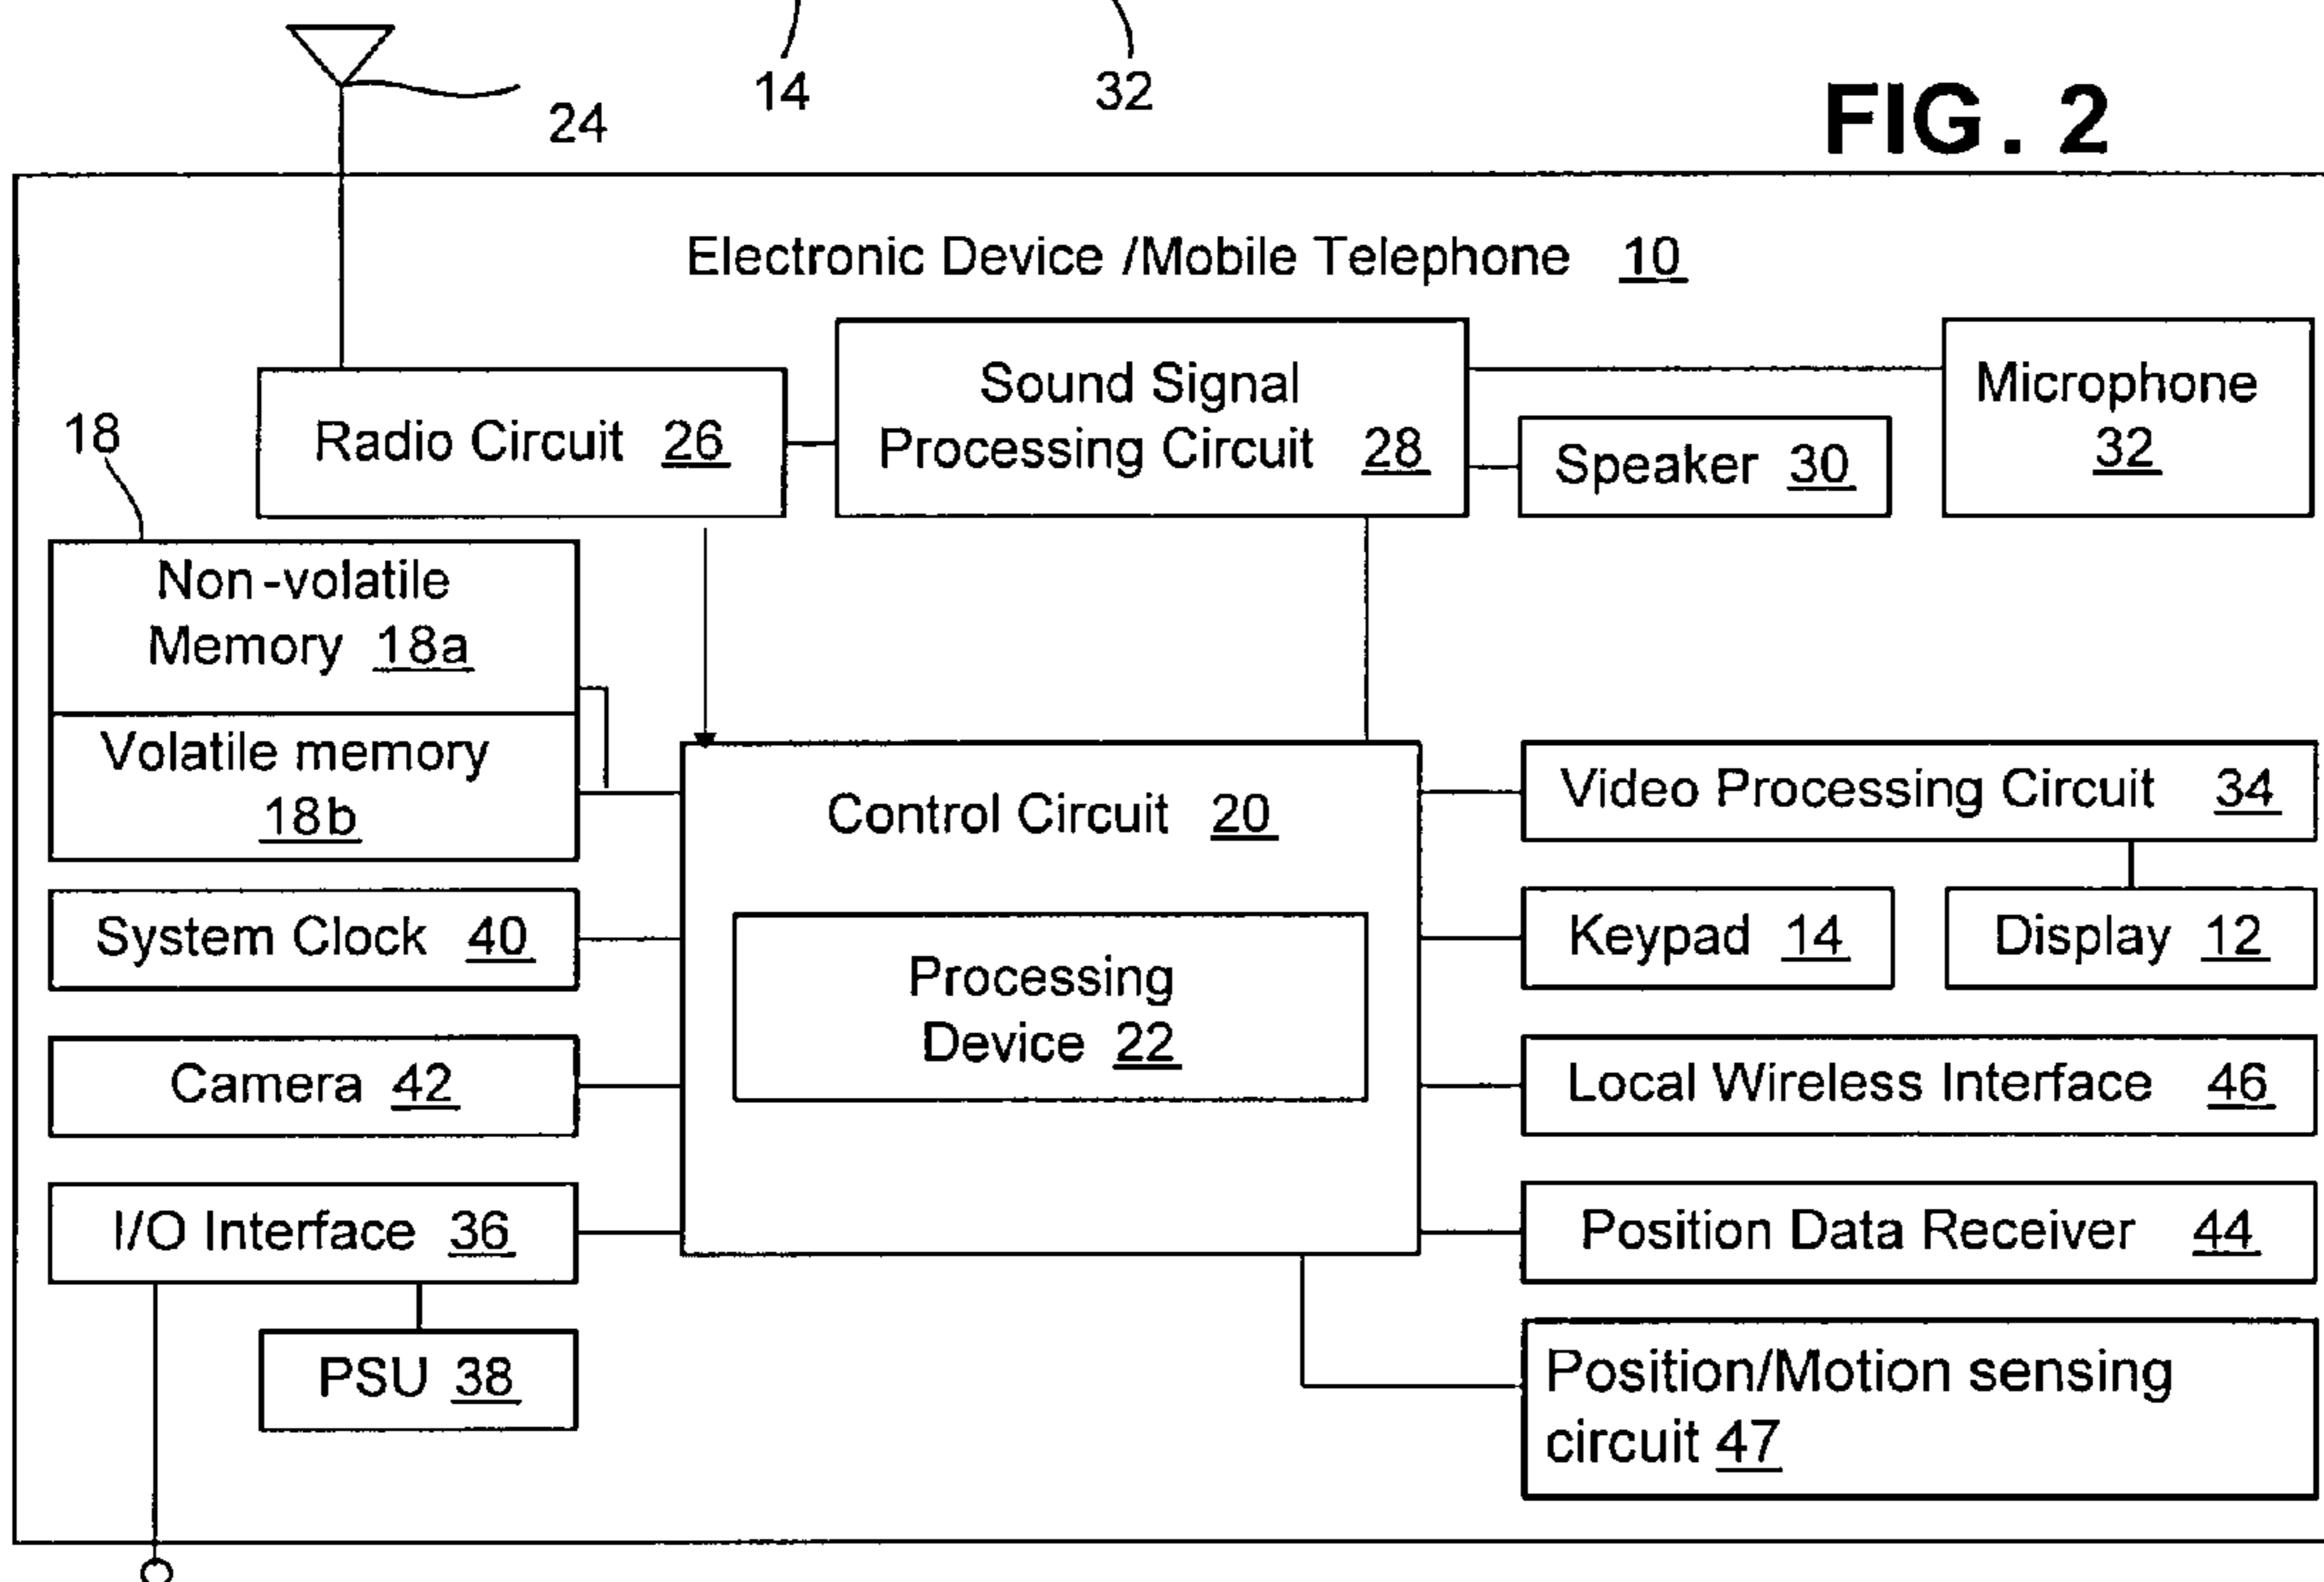 14
32
24
FIG. 2
Electronic Device /Mobile Telephone 10
Radio Circuit 26
Sound Signal
Processing Circuit 28
Microphone
32
Speaker 30
18
Non-volatile
Memory 18a
Volatile memory
18b
Control Circuit 20
Processing
Device 22
System Clock 40
Camera 42
I/O Interface 36
PSU 38
Video Processing Circuit 34
Keypad 14
Display 12
Local Wireless Interface 46
Position Data Receiver 44
Position/Motion sensing
circuit 47